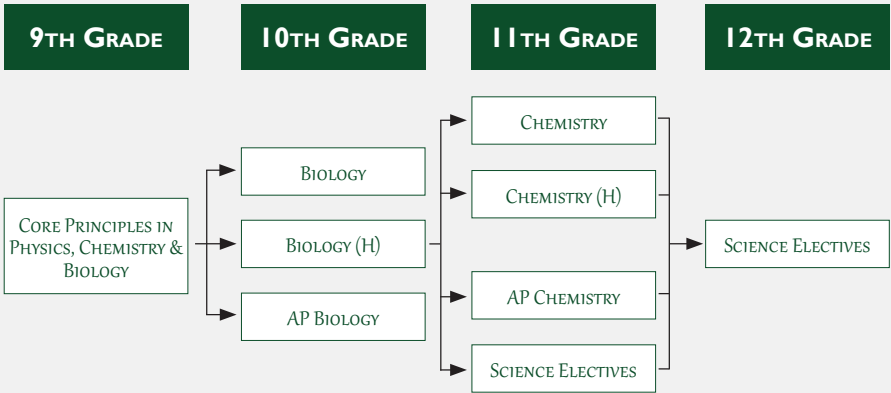 9th Grade
10th Grade
11th Grade
12th Grade
Core Principles in
Physics, Chemistry &
Biology
Biology
Biology (H)
AP Biology
Chemistry
Chemistry (H)
AP Chemistry
Science Electives
Science Electives